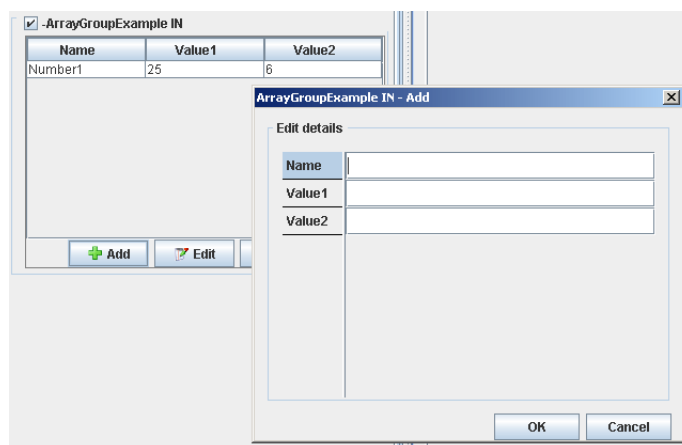 -ArrayGroupExample IN
Name Value1 Value2
Number1 25 6
Add Edit
ArrayGroupExample IN - Add
Edit details
Name
Value1
Value2
OK Cancel